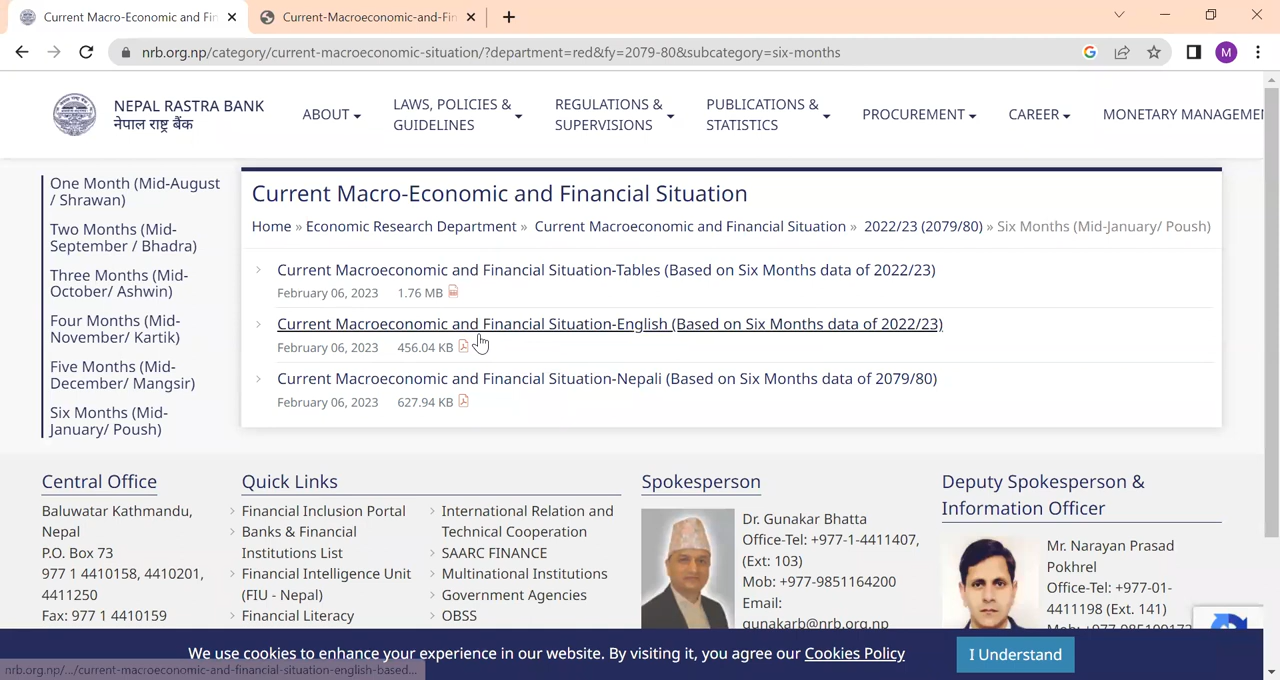 Current Macro-Economic and Fin
Current-Macroeconomic-and-Fin
nrb.org.np/category/current-macroeconomic-situation/?department=red&fy=2079-80&subcategory=six-months
M
NEPAL RASTRA BANK
नेपाल राष्ट्र बैंक
ABOUT
LAWS, POLICIES &
GUIDELINES
REGULATIONS &
SUPERVISIONS
PUBLICATIONS &
STATISTICS
PROCUREMENT
CAREER
MONETARY MANAGEME
One Month (Mid-August
/ Shrawan)
Two Months (Mid-
September / Bhadra)
Three Months (Mid-
October/ Ashwin)
Four Months (Mid-
November/ Kartik)
Five Months (Mid-
December/ Mangsir)
Six Months (Mid-
January/ Poush)
Current Macro-Economic and Financial Situation
Home » Economic Research Department » Current Macroeconomic and Financial Situation » 2022/23 (2079/80) » Six Months (Mid-January/ Poush)
Current Macroeconomic and Financial Situation-Tables (Based on Six Months data of 2022/23)
February 06, 2023 1.76 MB
Current Macroeconomic and Financial Situation-English (Based on Six Months data of 2022/23)
February 06, 2023 456.04 KB
Current Macroeconomic and Financial Situation-Nepali (Based on Six Months data of 2079/80)
February 06, 2023 627.94 KB
Central Office
Baluwatar Kathmandu,
Nepal
P.O. Box 73
977 1 4410158, 4410201,
4411250
Fax: 977 1 4410159
Quick Links
Financial Inclusion Portal
Banks & Financial
Institutions List
Financial Intelligence Unit
(FIU - Nepal)
Financial Literacy
International Relation and
Technical Cooperation
SAARC FINANCE
Multinational Institutions
Government Agencies
OBSS
Spokesperson
Dr. Gunakar Bhatta
Office-Tel: +977-1-4411407,
(Ext: 103)
Mob: +977-9851164200
Email:
gunakarb@nrb.org.np
Deputy Spokesperson &
Information Officer
Mr. Narayan Prasad
Pokhrel
Office-Tel: +977-01-
4411198 (Ext. 141)
We use cookies to enhance your experience in our website. By visiting it, you agree our Cookies Policy
I Understand
nrb.org.np/.../current-macroeconomic-and-financial-situation-english-based...